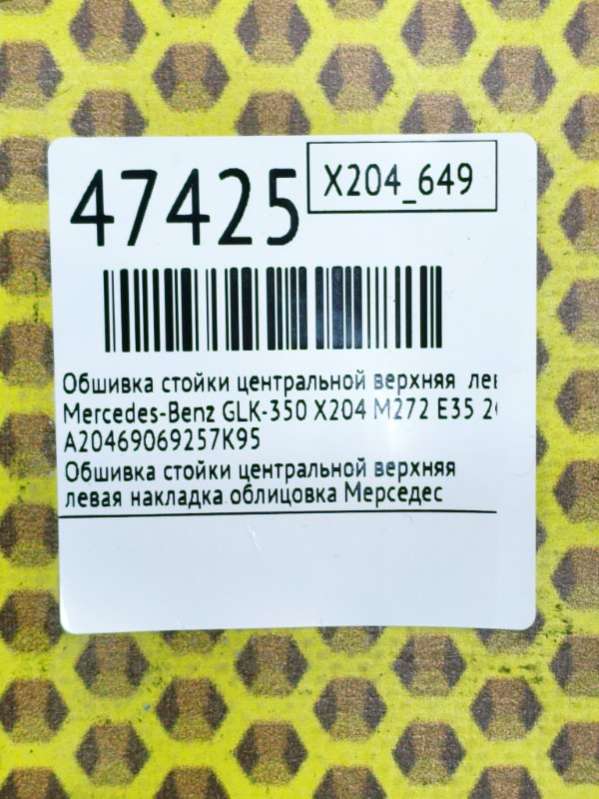 47425
X204_649
Обшивка стойки центральной верхняя
Mercedes-Benz GLK-350 X204 M272 E35
A20469069257K95
Обшивка стойки центральной верхняя
левая накладка облицовка Мерседес